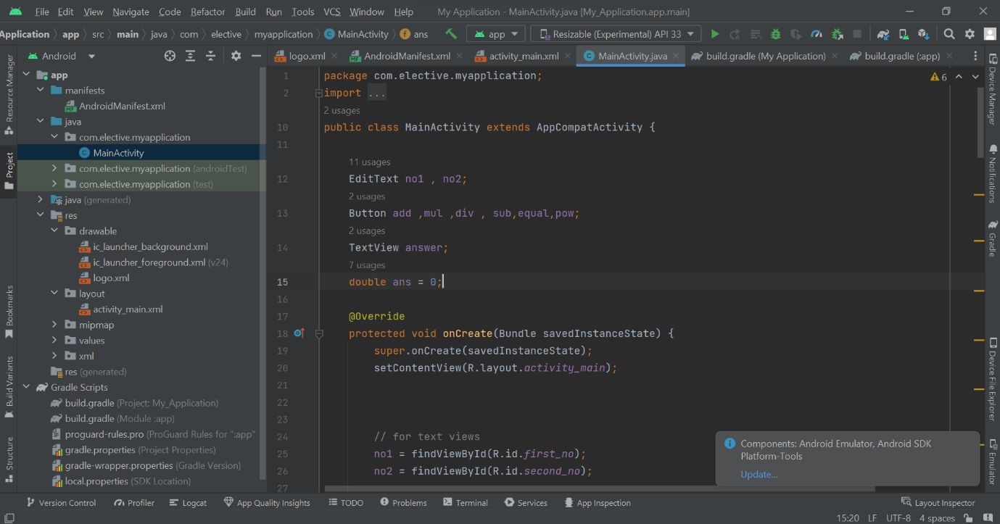 File Edit View Navigate Code Refactor Build Run Tools VCS Window Help My Application - MainActivity.java [My_Application.app.main]
Application app src main java com elective myapplication MainActivity ans app Resizable (Experimental) API 33
Android logo.xml AndroidManifest.xml activity_main.xml MainActivity.java build.gradle (My Application) build.gradle (:app)
Resource Manager
Project
Bookmarks
Build Variants
Structure
app
manifests
AndroidManifest.xml
java
com.elective.myapplication
MainActivity
com.elective.myapplication (androidTest)
com.elective.myapplication (test)
java (generated)
res
drawable
ic_launcher_background.xml
ic_launcher_foreground.xml (v24)
logo.xml
layout
activity_main.xml
mipmap
values
xml
res (generated)
Gradle Scripts
build.gradle (Project: My_Application)
build.gradle (Module :app)
proguard-rules.pro (ProGuard Rules for ":app"
gradle.properties (Project Properties)
gradle-wrapper.properties (Gradle Version)
local.properties (SDK Location)
1 package com.elective.myapplication; 6
2 import ...
2 usages
10 public class MainActivity extends AppCompatActivity {
11
11 usages
12 EditText no1 , no2;
2 usages
13 Button add ,mul ,div , sub,equal,pow;
2 usages
14 TextView answer;
7 usages
15 double ans = 0;
16
17 @Override
18 protected void onCreate(Bundle savedInstanceState) {
19 super.onCreate(savedInstanceState);
20 setContentView(R.layout.activity_main);
21
22
23
24 // for text views
25 no1 = findViewById(R.id.first_no);
26 no2 = findViewById(R.id.second_no);
27
Components: Android Emulator, Android SDK
Platform-Tools
Update...
Device Manager
Notifications
Gradle
Device File Explorer
Emulator
Version Control Profiler Logcat App Quality Insights TODO Problems Terminal Services App Inspection Layout Inspector
15:20 LF UTF-8 4 spaces